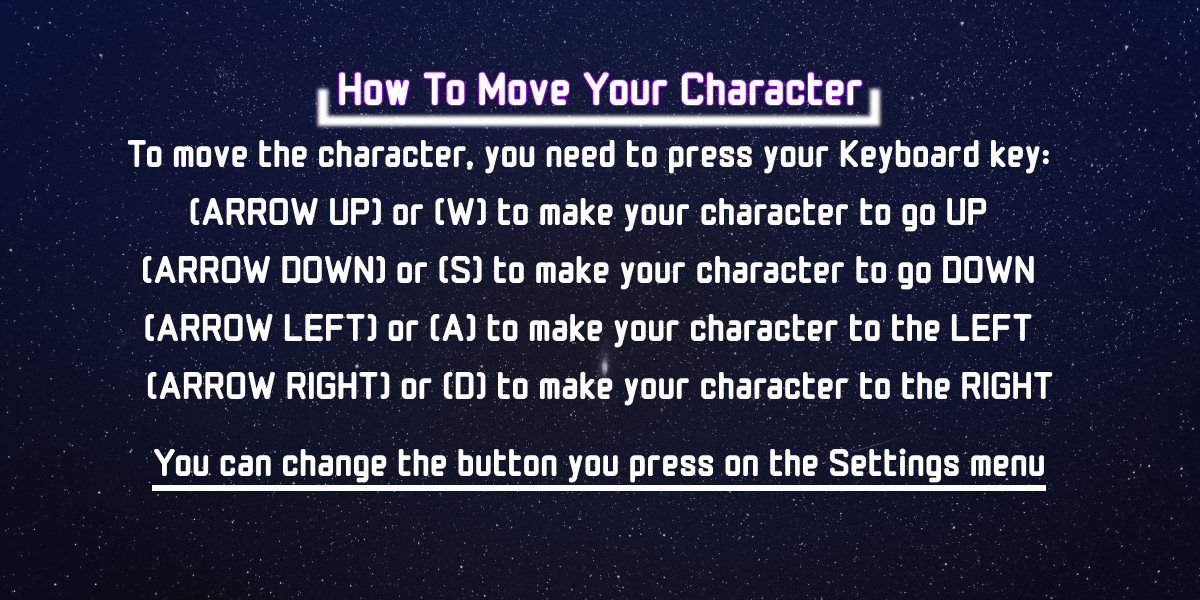 How To Move Your Character
To move the character, you need to press your Keyboard key:
(ARROW UP) or (W) to make your character to go UP
(ARROW DOWN) or (S) to make your character to go DOWN
(ARROW LEFT) or (A) to make your character to the LEFT
(ARROW RIGHT) or (D) to make your character to the RIGHT
You can change the button you press on the Settings menu